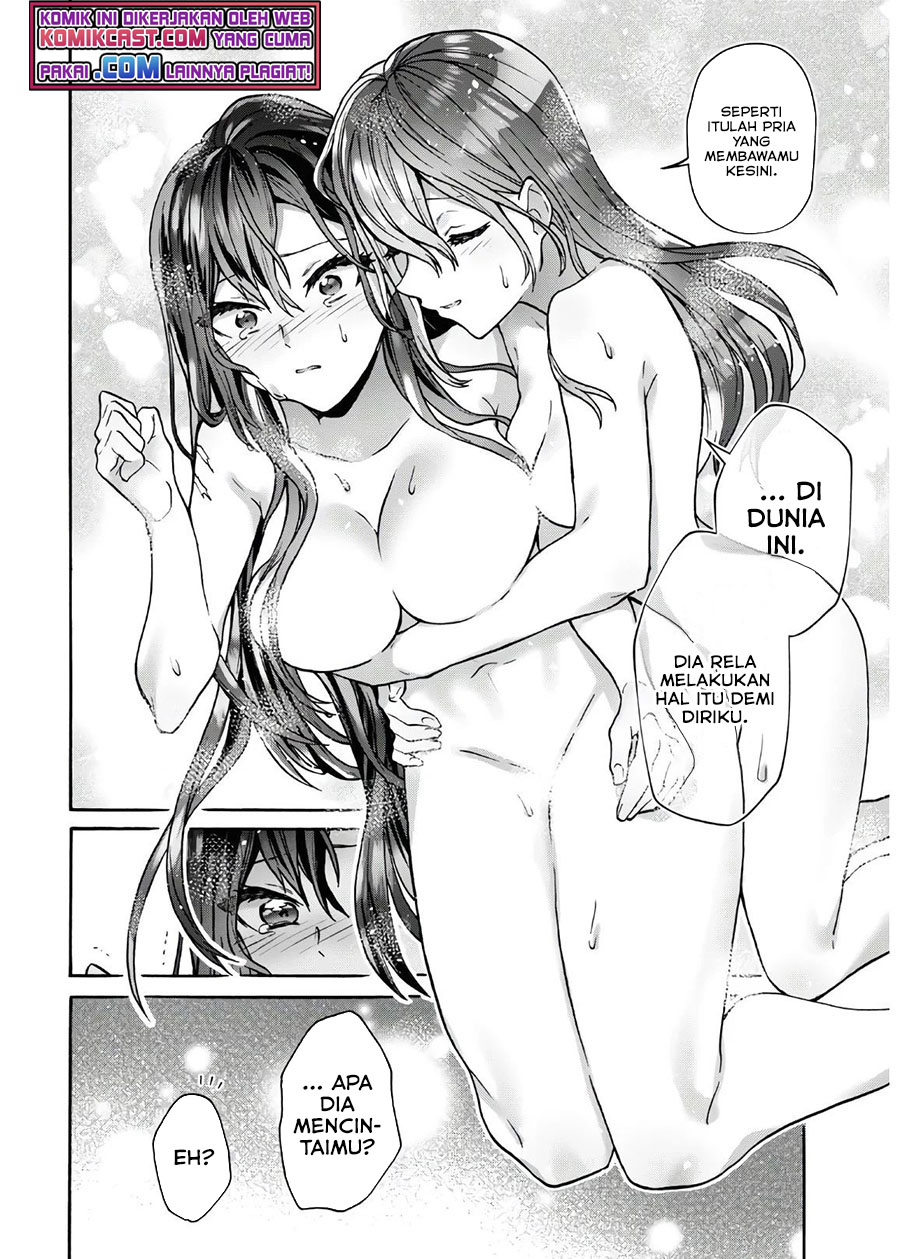 KOMIK INI DIKERJAKAN OLEH WEB
KOMIKCAST.COM YANG CUMA
PAKAI .COM LAINNYA PLAGIAT!
SEPERTI
ITULAH PRIA
YANG
MEMBAWAMU
KESINI.
... DI
DUNIA
INI.
DIA RELA
MELAKUKAN
HAL ITU DEMI
DIRIKU.
... APA
DIA
MENCIN-
TAIMU?
EH?